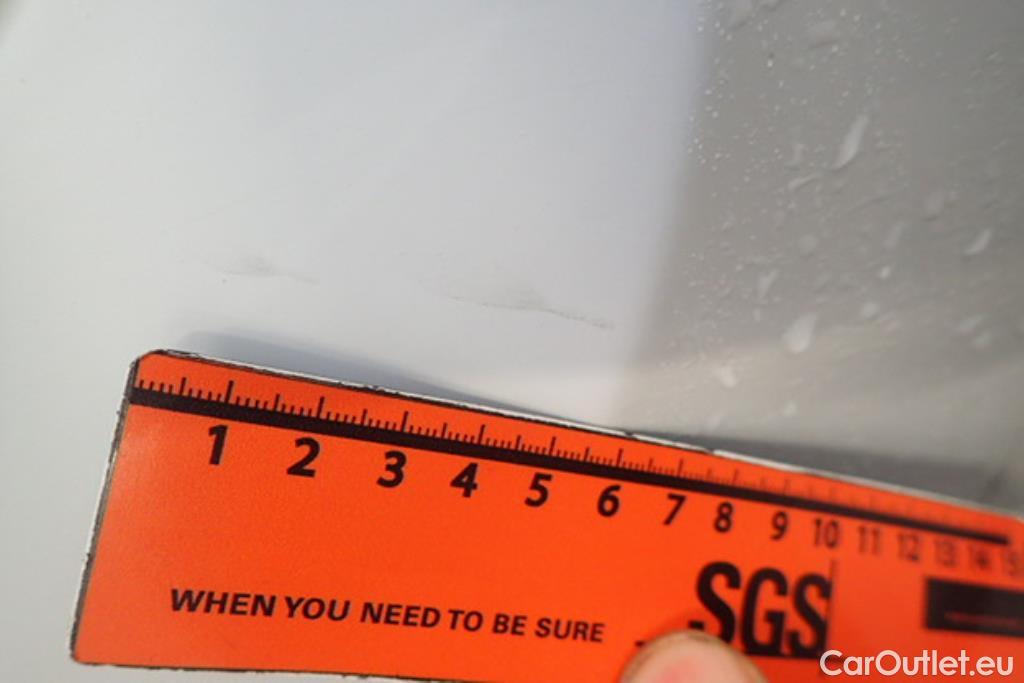 1 2 3 4 5 6 7 8 9 10 11 12 13 14 15
WHEN YOU NEED TO BE SURE
SGS
CarOutlet.eu